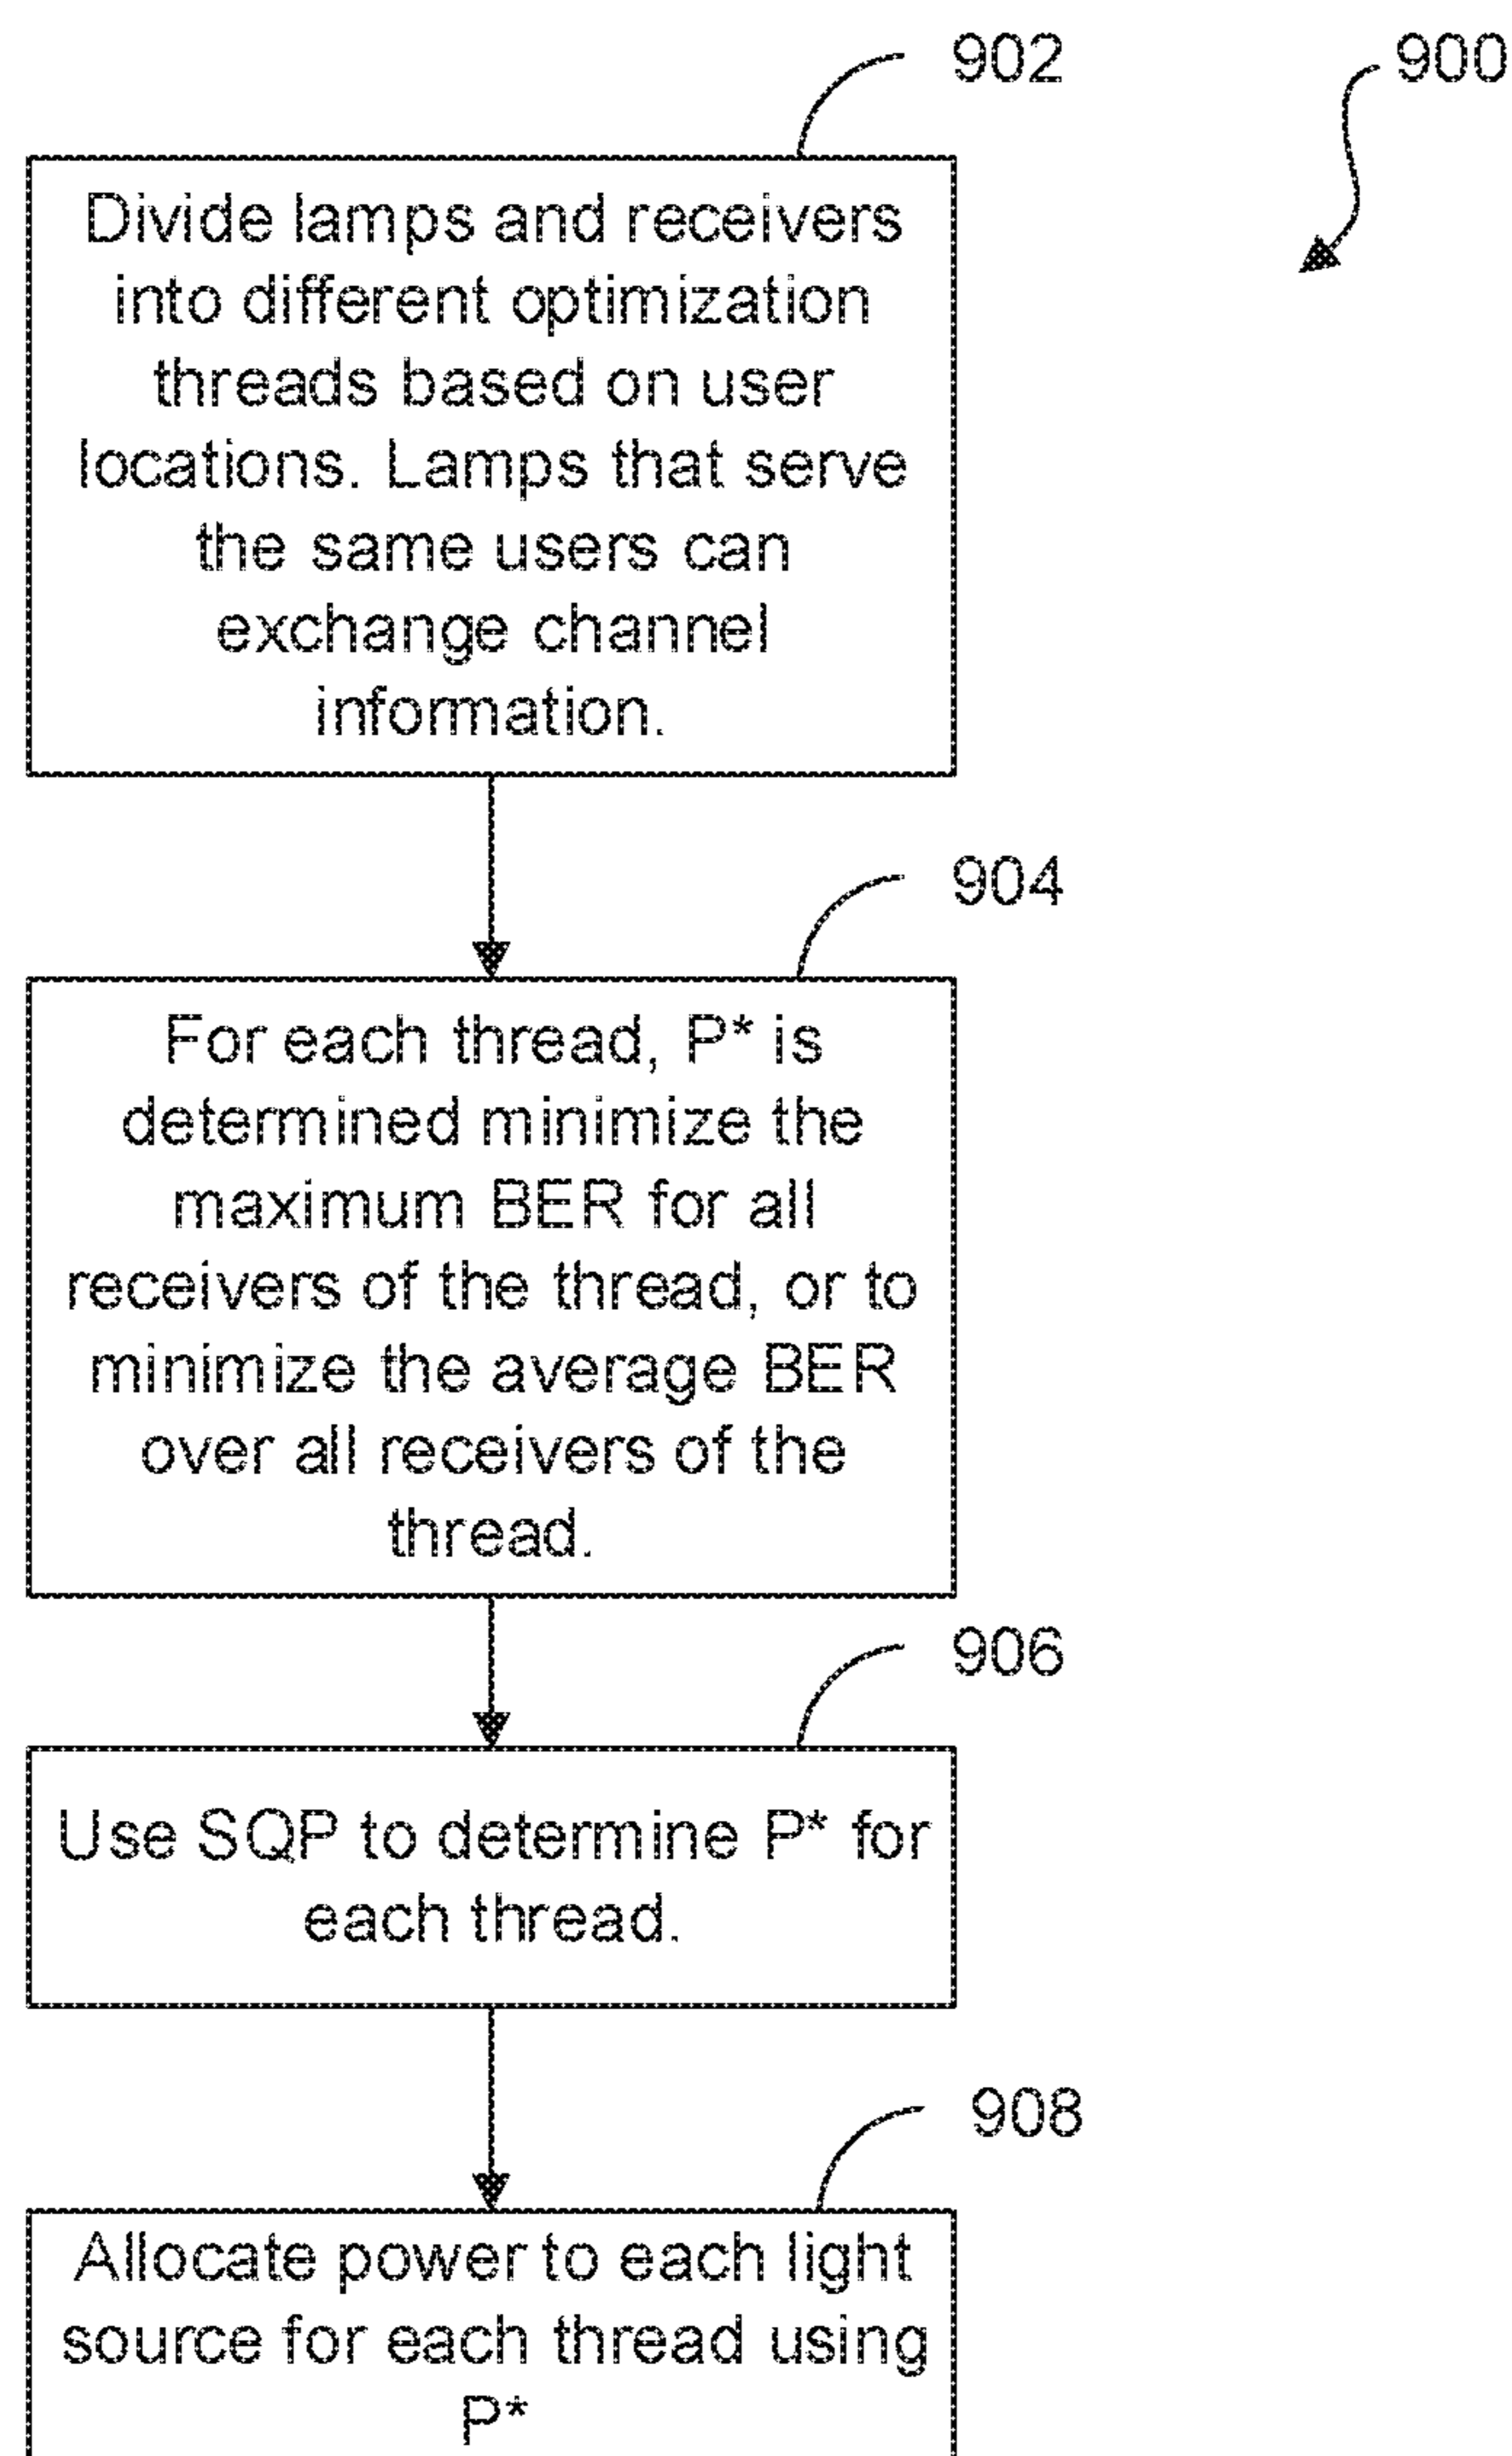 902
900
Divide lamps and receivers
into different optimization
threads based on user
locations. Lamps that serve
the same users can
exchange channel
information.
904
For each thread, P* is
determined minimize the
maximum BER for all
receivers of the thread, or to
minimize the average BER
over all receivers of the
thread.
906
Use SQP to determine P* for
each thread.
908
Allocate power to each light
source for each thread using
P*